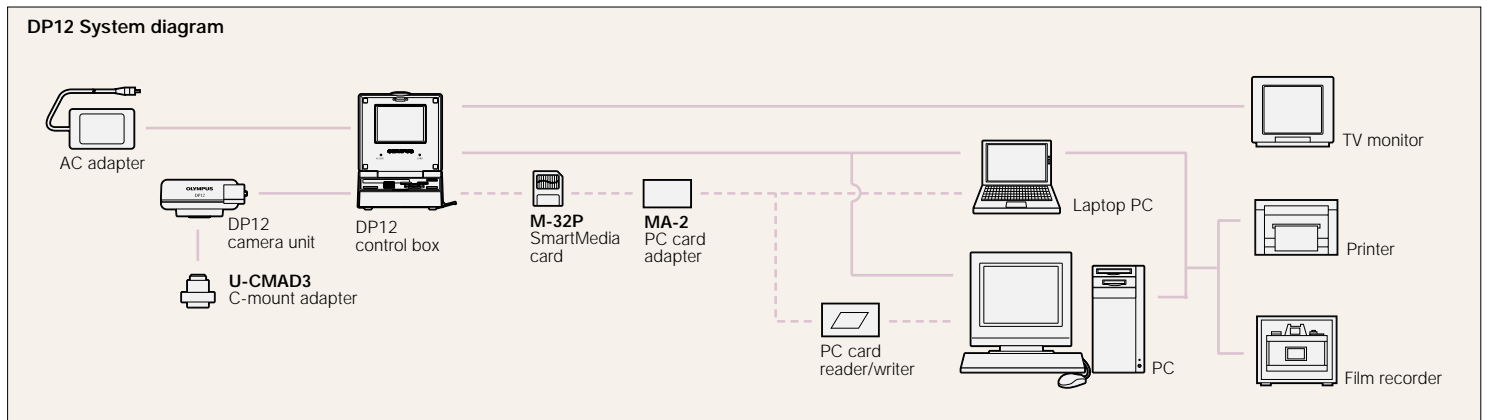 DP12 System diagram
AC adapter
OLYMPUS
DP12
DP12
camera unit
U-CMAD3
C-mount adapter
OLYMPUS
DP12
control box
M-32P
SmartMedia
card
MA-2
PC card
adapter
PC card
reader/writer
Laptop PC
PC
TV monitor
Printer
Film recorder